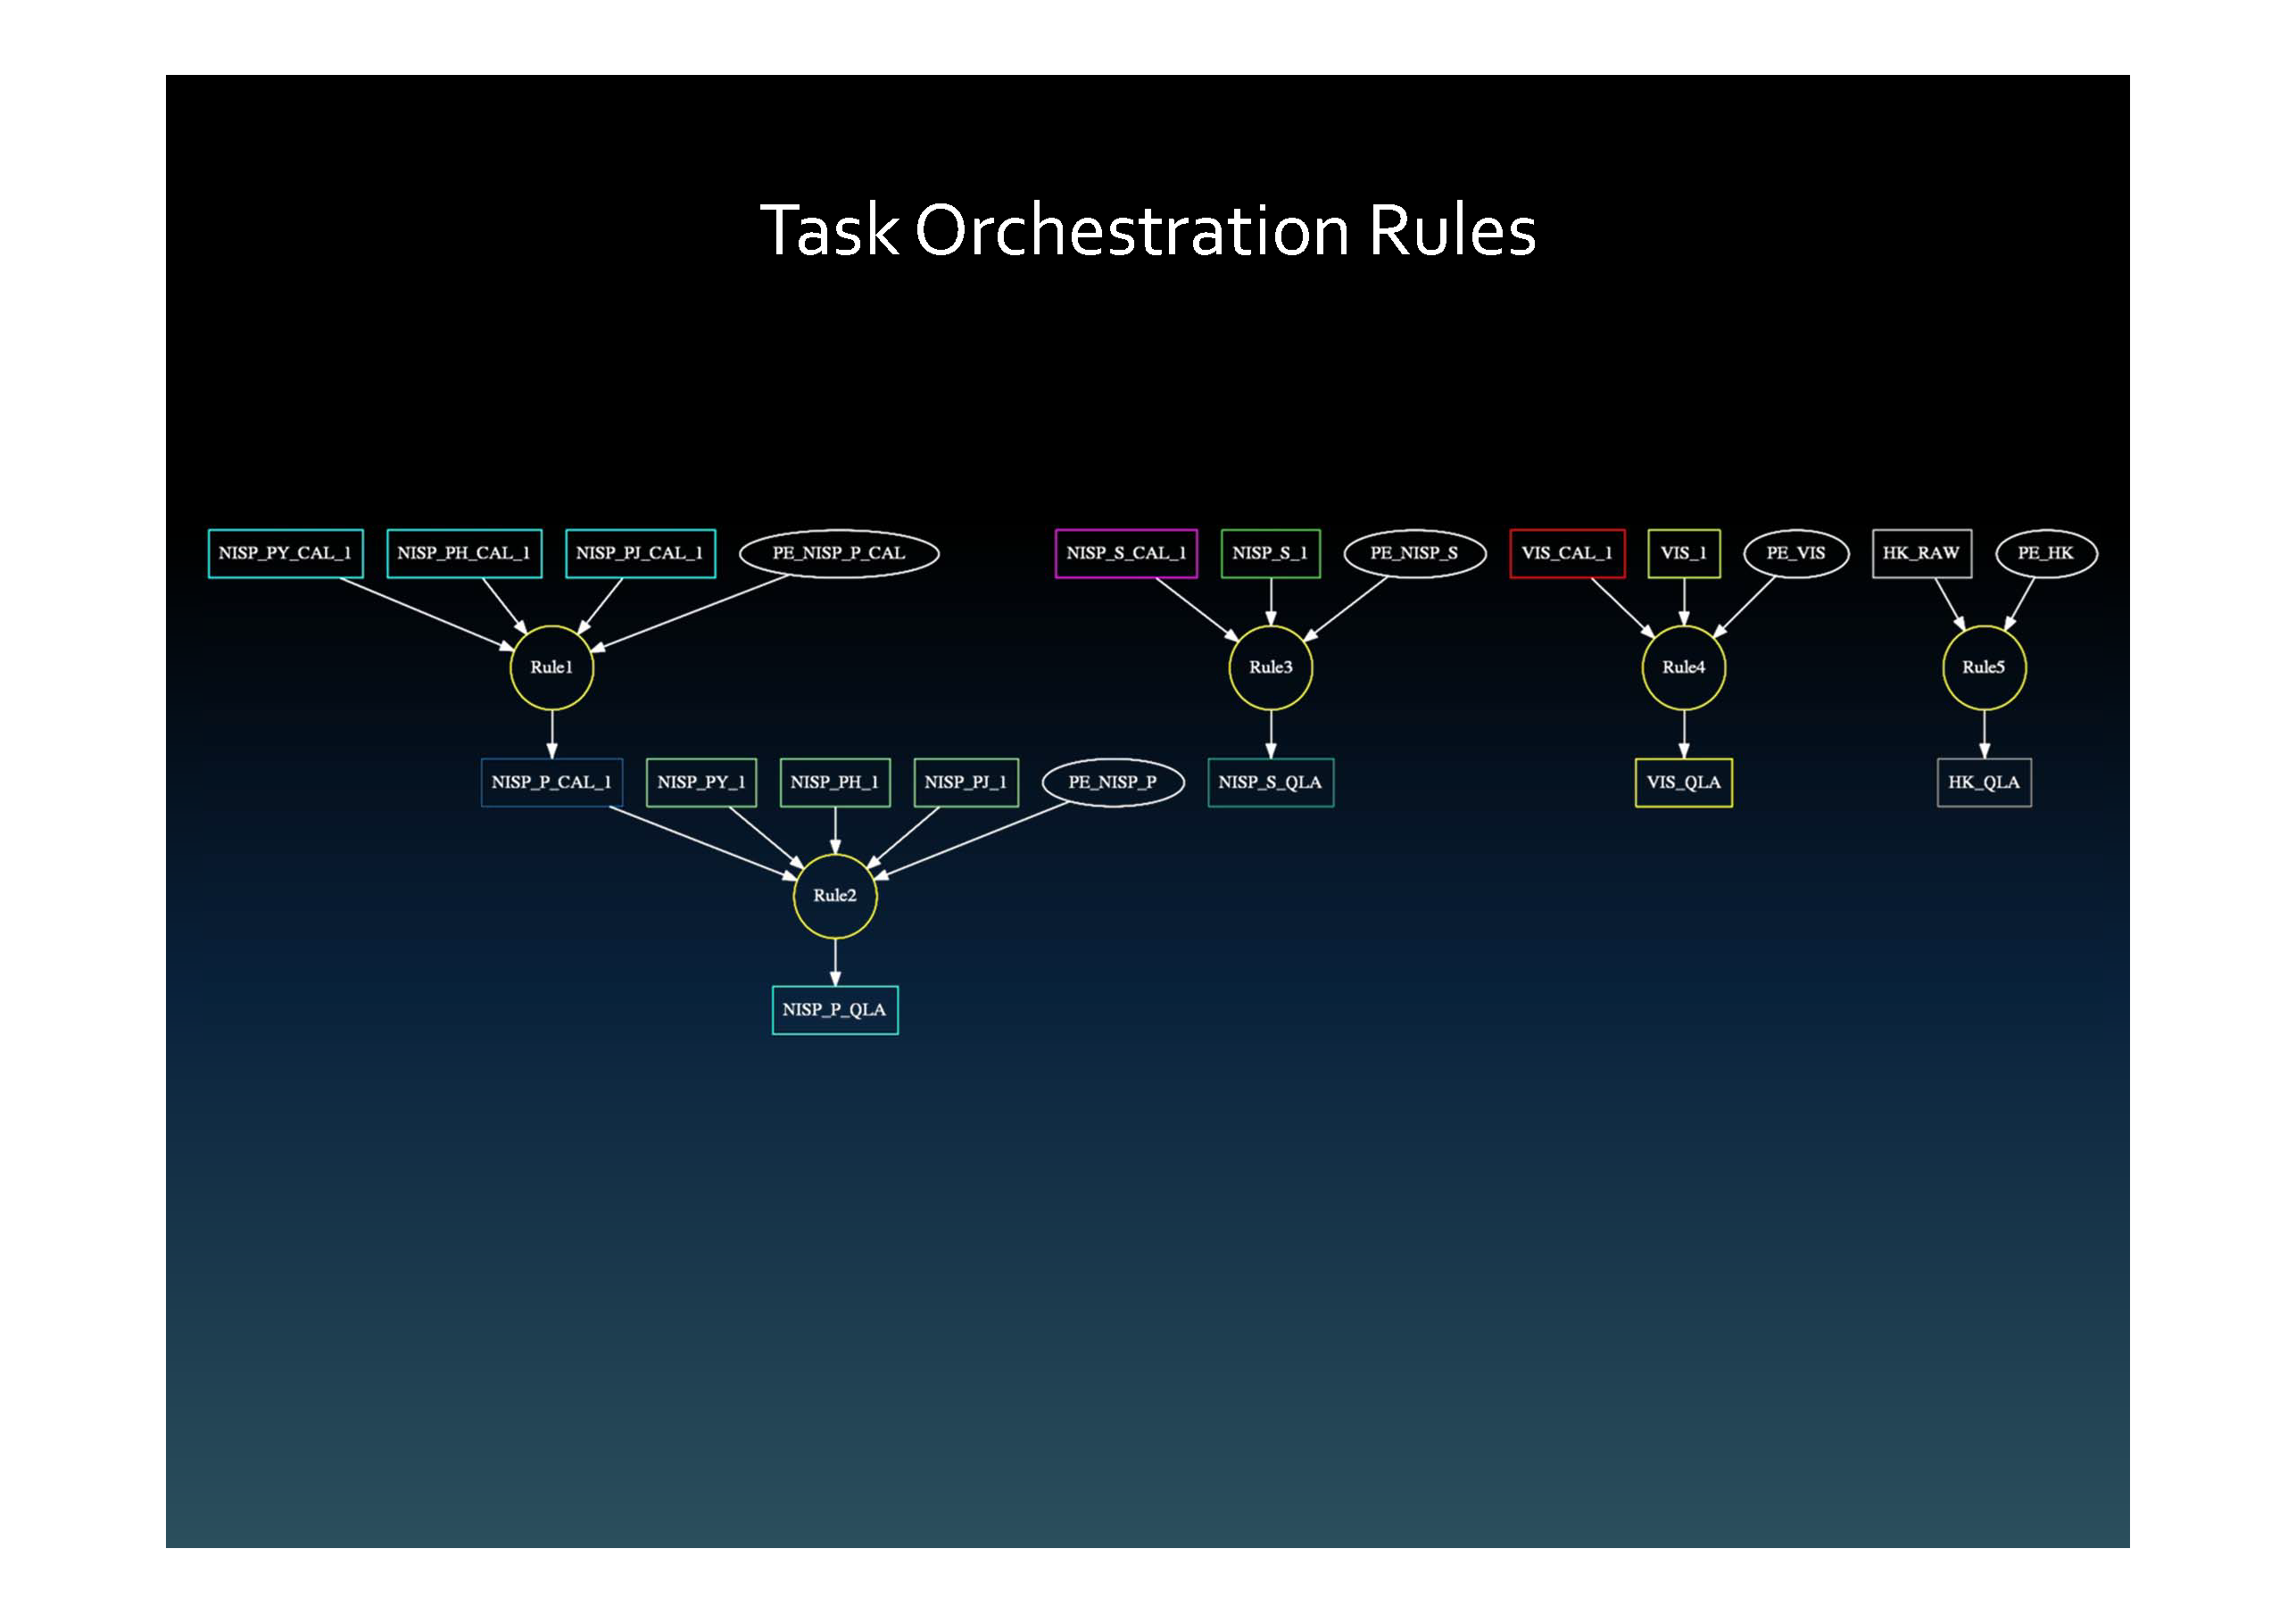 Task Orchestration Rules
NISP_PY_CAL_1 NISP_PH_CAL_1 NISP_PJ_CAL_1 PE_NISP_P_CAL NISP_S_CAL_1 NISP_S_1 PE_NISP_S VIS_CAL_1 VIS_1 PE_VIS HK_RAW PE_HK
Rule1 Rule3 Rule4 Rule5
NISP_P_CAL_1 NISP_PY_1 NISP_PH_1 NISP_PJ_1 PE_NISP_P NISP_S_QLA VIS_QLA HK_QLA
Rule2
NISP_P_QLA